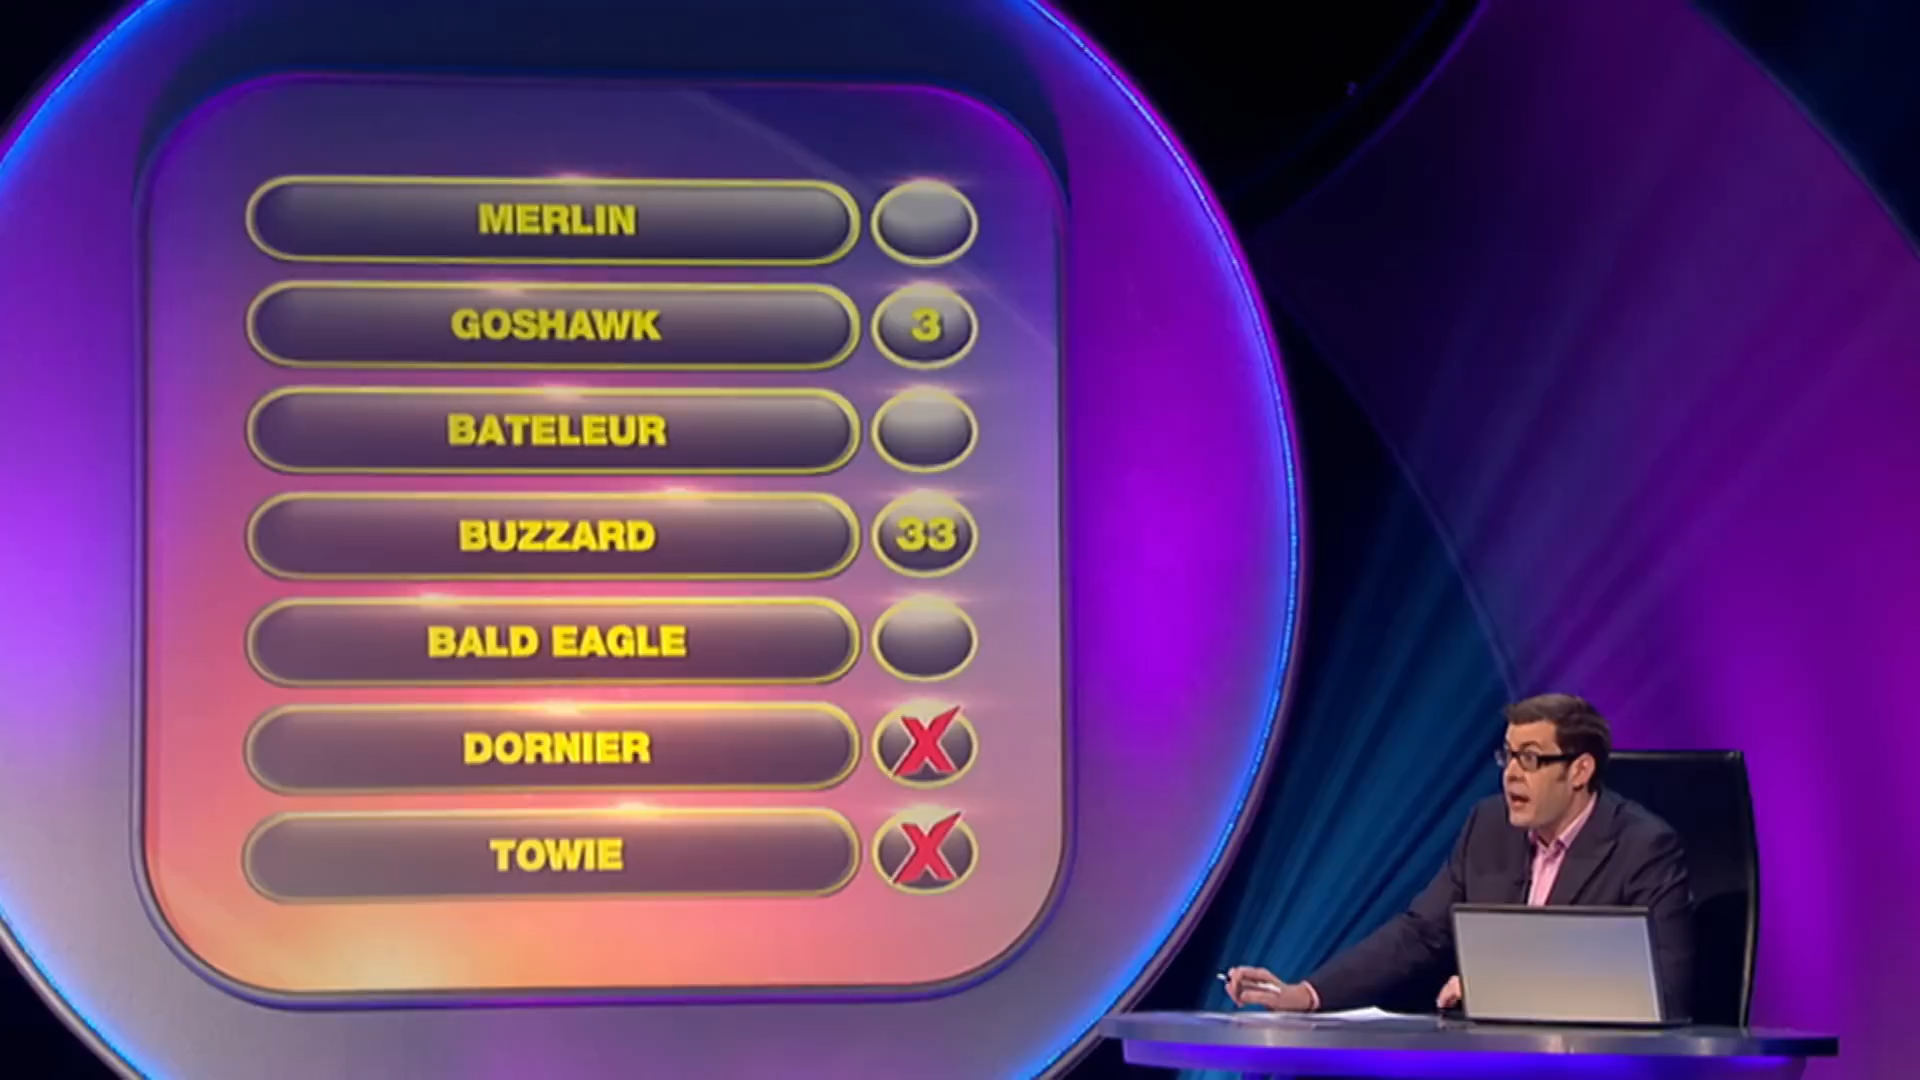 MERLIN
GOSHAWK 3
BATELEUR
BUZZARD 33
BALD EAGLE
DORNIER X
TOWIE X